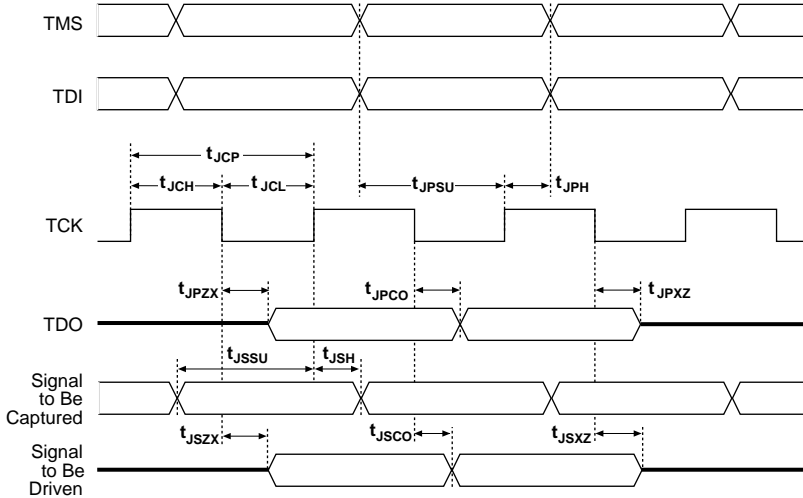 TMS
TDI
tJCP
tJCH
tJCL
tJPSU
tJPH
TCK
tJPZX
tJPCO
tJPXZ
TDO
tJSSU
tJSH
Signal
to Be
Captured
tJSZX
tJSCO
tJSXZ
Signal
to Be
Driven